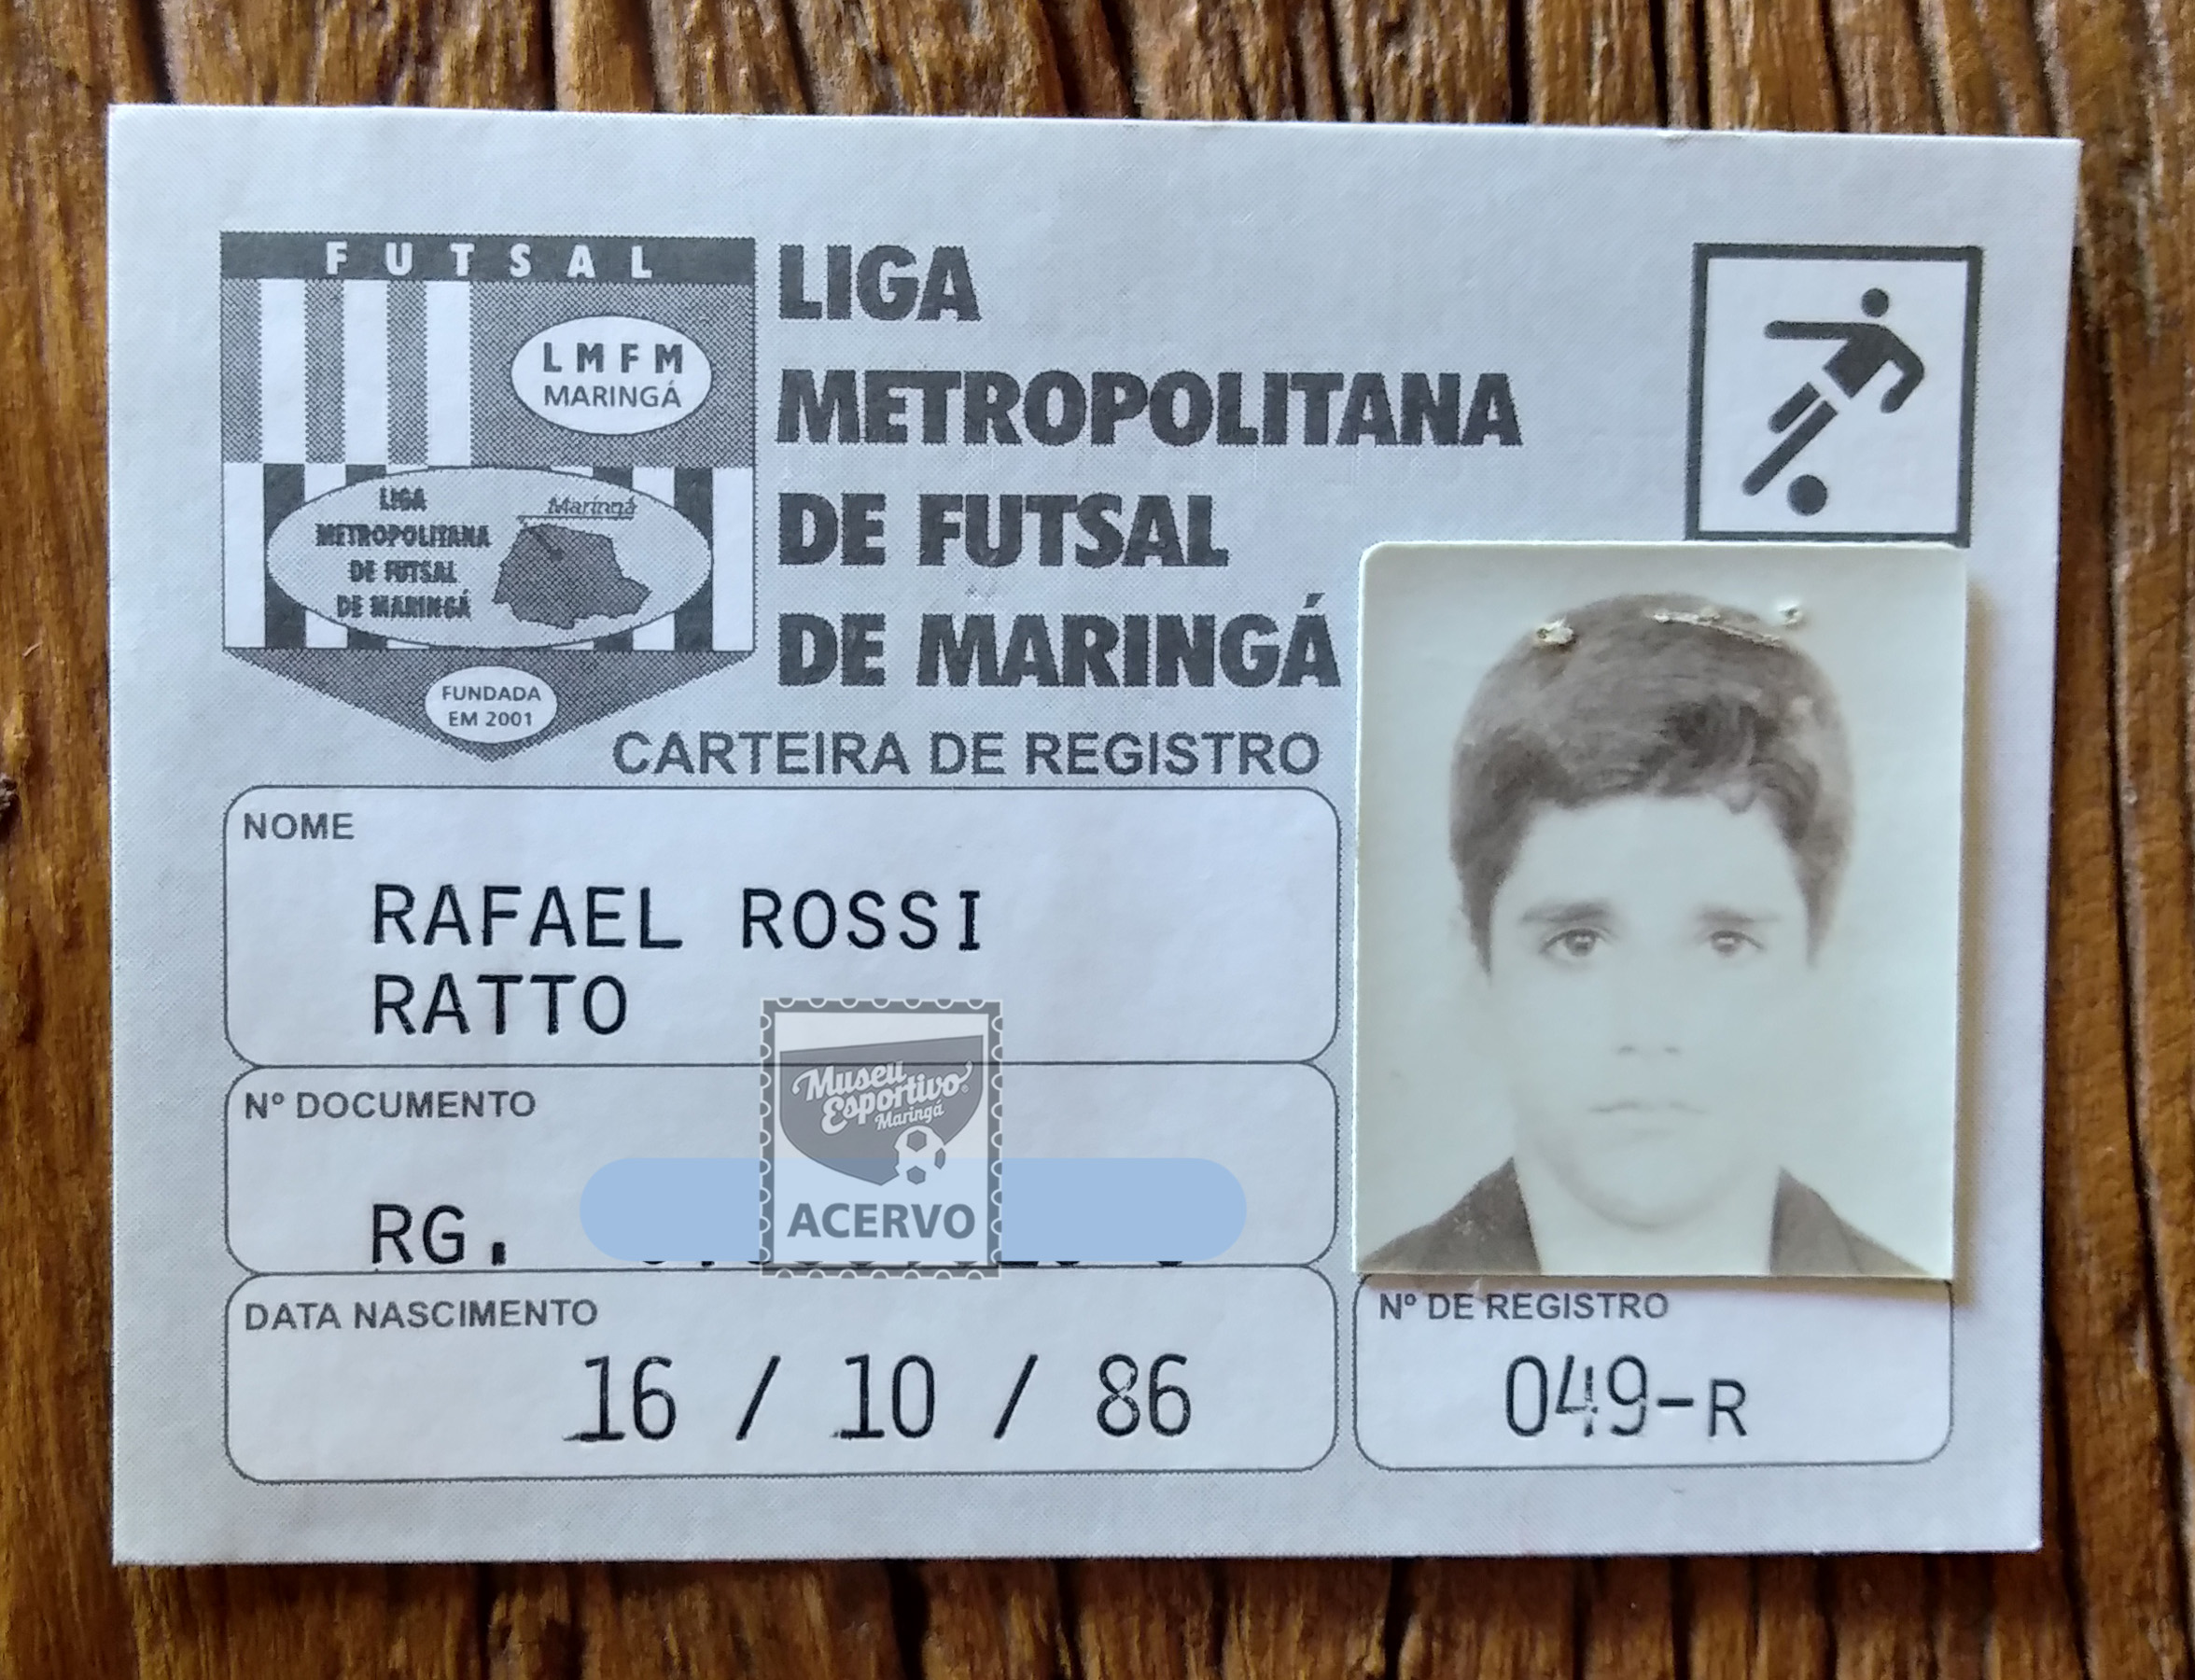 FUTSAL
LMFM
MARINGÁ
LIGA
METROPOLITANA
DE FUTSAL
DE MARINGÁ
Maringá
FUNDADA
EM 2001
LIGA
METROPOLITANA
DE FUTSAL
DE MARINGÁ
CARTEIRA DE REGISTRO
NOME
RAFAEL ROSSI
RATTO
Nº DOCUMENTO
RG.
Museu
Esportivo
Maringá
ACERVO
DATA NASCIMENTO
16 / 10 / 86
Nº DE REGISTRO
049-R